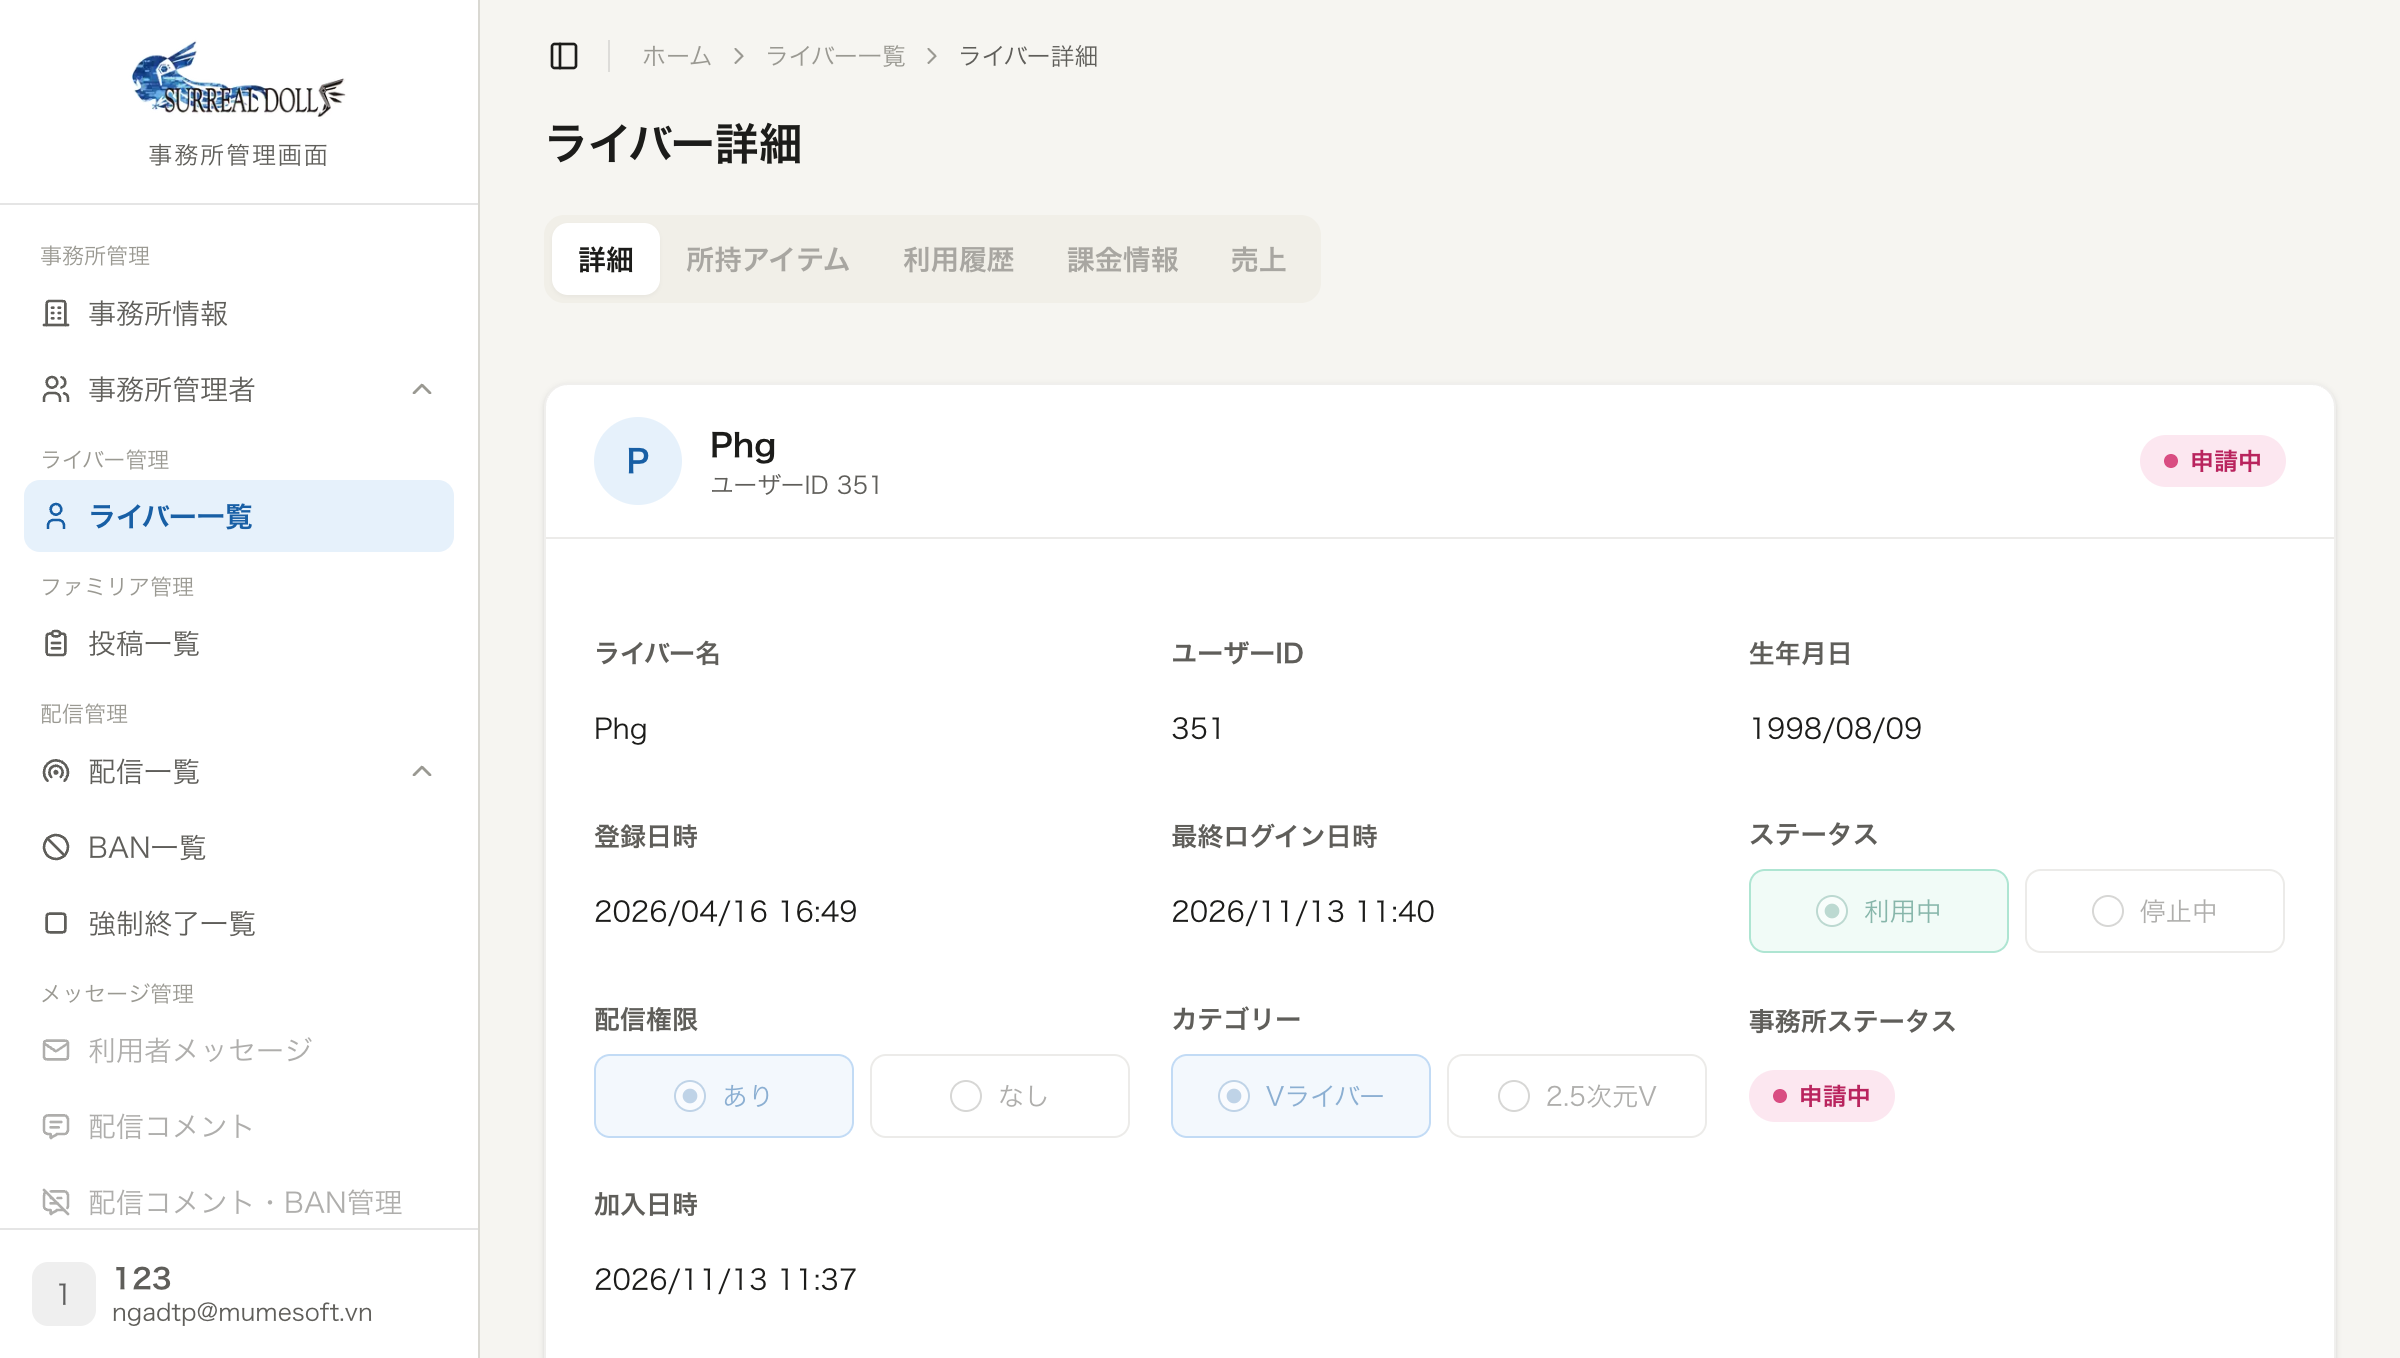 SURREAL DOLL
事務所管理画面
事務所管理
事務所情報
事務所管理者
ライバー管理
ライバー一覧
ファミリア管理
投稿一覧
配信管理
配信一覧
BAN一覧
強制終了一覧
メッセージ管理
利用者メッセージ
配信コメント
配信コメント・BAN管理
1
123
ngadtp@mumesoft.vn
ホーム > ライバー一覧 > ライバー詳細
ライバー詳細
詳細 所持アイテム 利用履歴 課金情報 売上
P
Phg
ユーザーID 351
申請中
ライバー名 ユーザーID 生年月日
Phg 351 1998/08/09
登録日時 最終ログイン日時 ステータス
2026/04/16 16:49 2026/11/13 11:40 利用中 停止中
配信権限 カテゴリー 事務所ステータス
あり なし Vライバー 2.5次元V 申請中
加入日時
2026/11/13 11:37